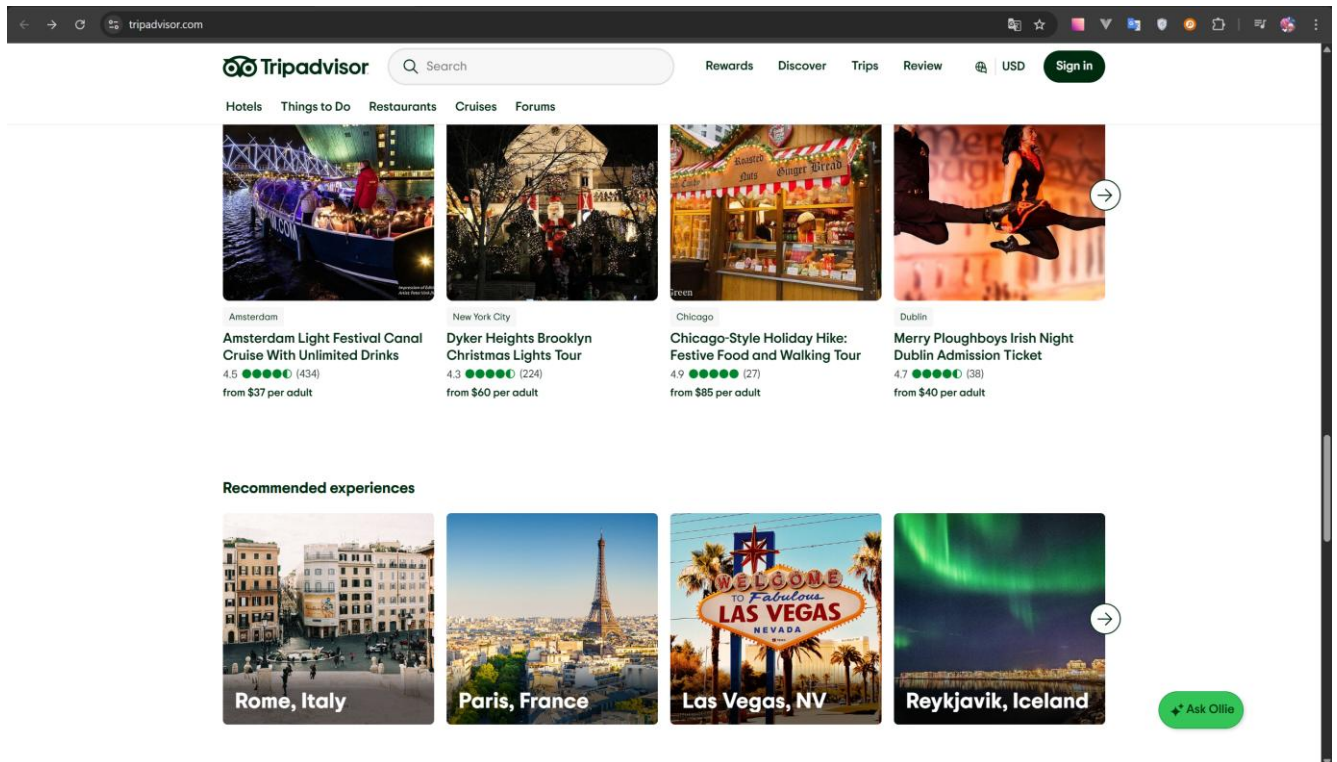 tripadvisor.com
Tripadvisor
Search
Rewards Discover Trips Review USD Sign in
Hotels Things to Do Restaurants Cruises Forums
Roasted
Nuts
Ginger Bread
Merry
Amsterdam
Amsterdam Light Festival Canal
Cruise With Unlimited Drinks
4.5 (434)
from $37 per adult
New York City
Dyker Heights Brooklyn
Christmas Lights Tour
4.3 (224)
from $60 per adult
Chicago
Chicago-Style Holiday Hike:
Festive Food and Walking Tour
4.9 (27)
from $85 per adult
Dublin
Merry Ploughboys Irish Night
Dublin Admission Ticket
4.7 (38)
from $40 per adult
Recommended experiences
Rome, Italy
Paris, France
WELCOME
TO Fabulous
LAS VEGAS
NEVADA
Las Vegas, NV
Reykjavik, Iceland
Ask Ollie